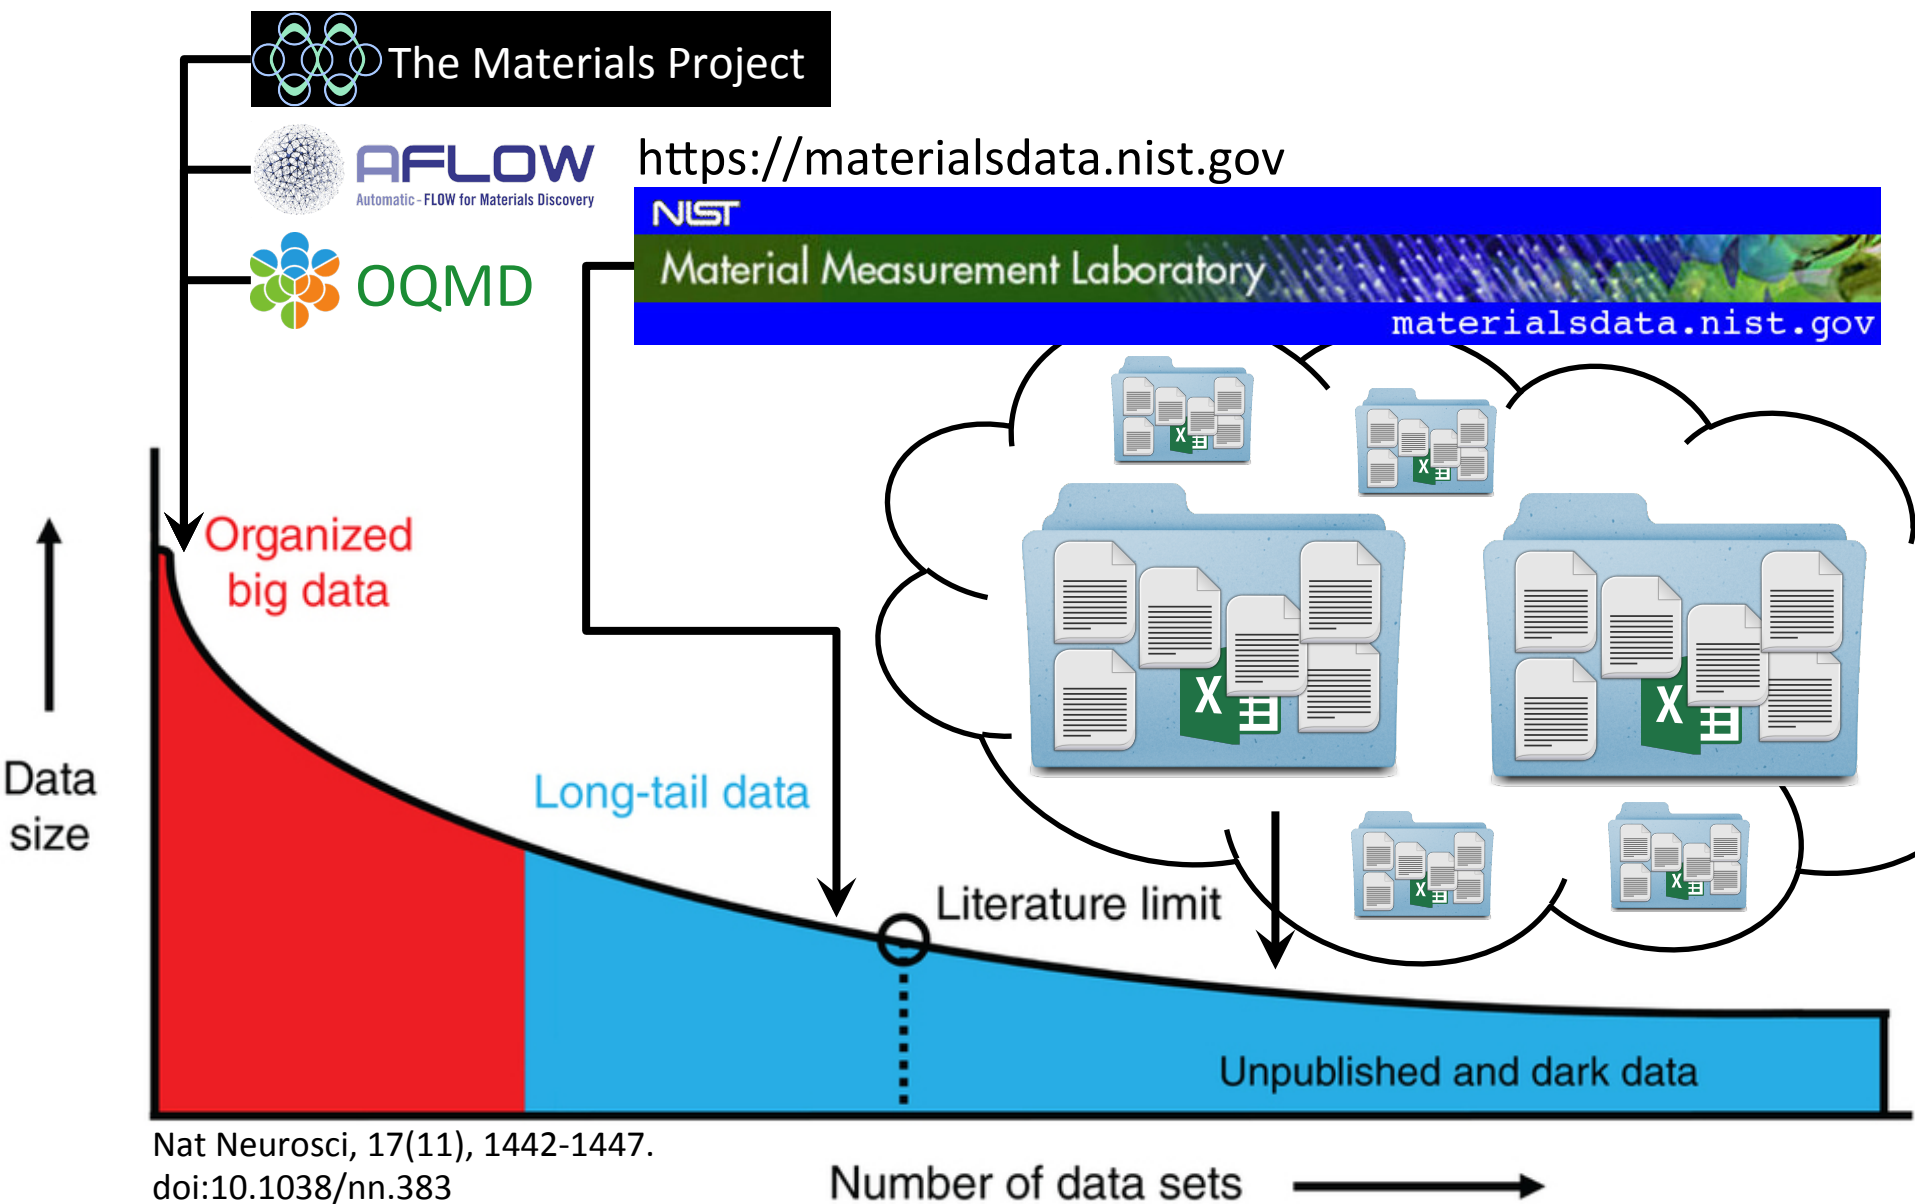 The Materials Project
AFLOW
Automatic - FLOW for Materials Discovery
OQMD
https://materialsdata.nist.gov
NIST
Material Measurement Laboratory
materialsdata.nist.gov
Organized
big data
Data
size
Long-tail data
Literature limit
Unpublished and dark data
X
X
X
X
X
X
Nat Neurosci, 17(11), 1442-1447.
doi:10.1038/nn.383
Number of data sets